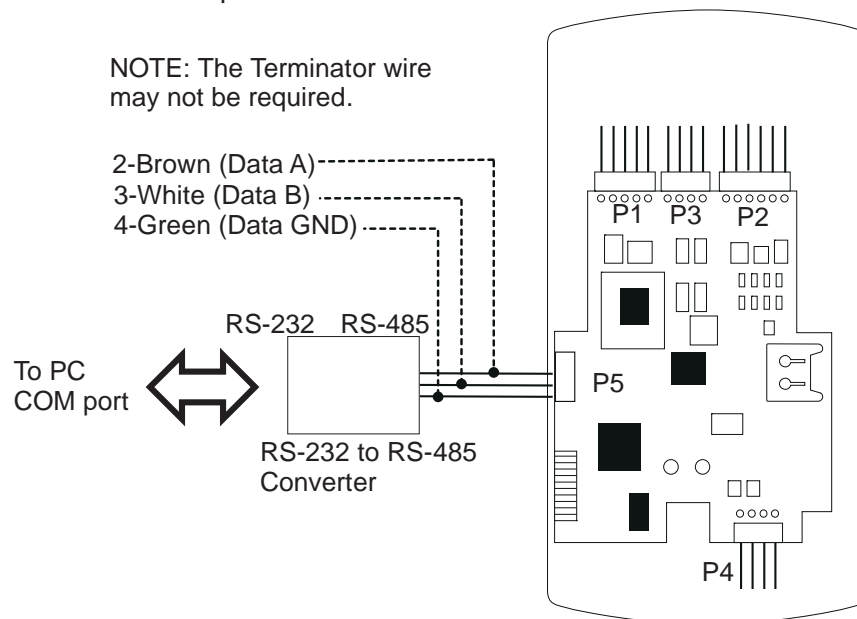 NOTE: The Terminator wire
may not be required.
2-Brown (Data A)
3-White (Data B)
4-Green (Data GND)
P1 P3 P2
RS-232 RS-485
To PC
COM port
P5
RS-232 to RS-485
Converter
P4